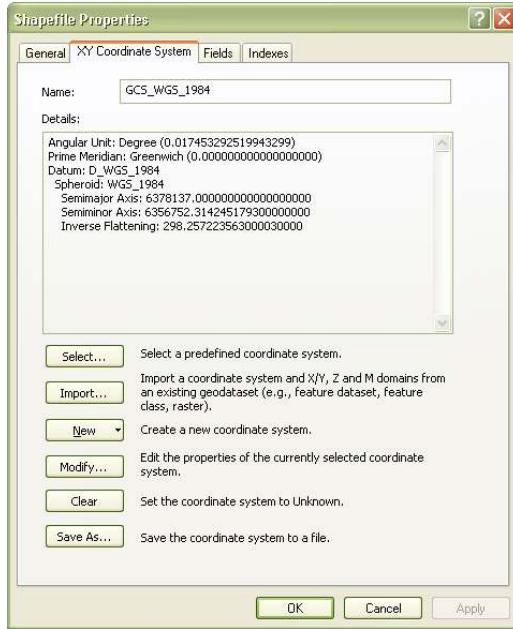 Shapefile Properties
General XY Coordinate System Fields Indexes
Name: GCS_WGS_1984
Details:
Angular Unit: Degree (0.017453292519943299)
Prime Meridian: Greenwich (0.000000000000000000)
Datum: D_WGS_1984
Spheroid: WGS_1984
Semimajor Axis: 6378137.000000000000000000
Semiminor Axis: 6356752.314245179300000000
Inverse Flattening: 298.257223563000030000
Select... Select a predefined coordinate system.
Import... Import a coordinate system and X/Y, Z and M domains from
an existing geodataset (e.g., feature dataset, feature
class, raster).
New Create a new coordinate system.
Modify... Edit the properties of the currently selected coordinate
system.
Clear Set the coordinate system to Unknown.
Save As... Save the coordinate system to a file.
OK Cancel Apply